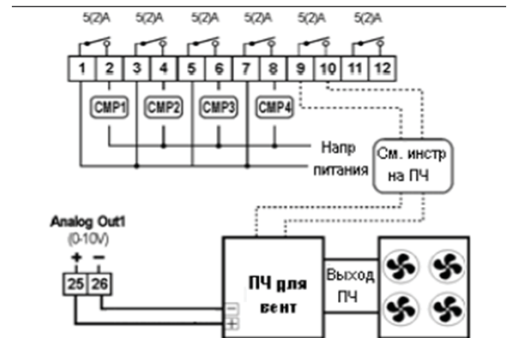 5(2)A 5(2)A 5(2)A 5(2)A 5(2)A 5(2)A
1 2 3 4 5 6 7 8 9 10 11 12
CMP1 CMP2 CMP3 CMP4
Напр
питания
См. инстр
на ПЧ
Analog Out1
(0-10V)
+ −
25 26
ПЧ для
вент
− +
Выход
ПЧ